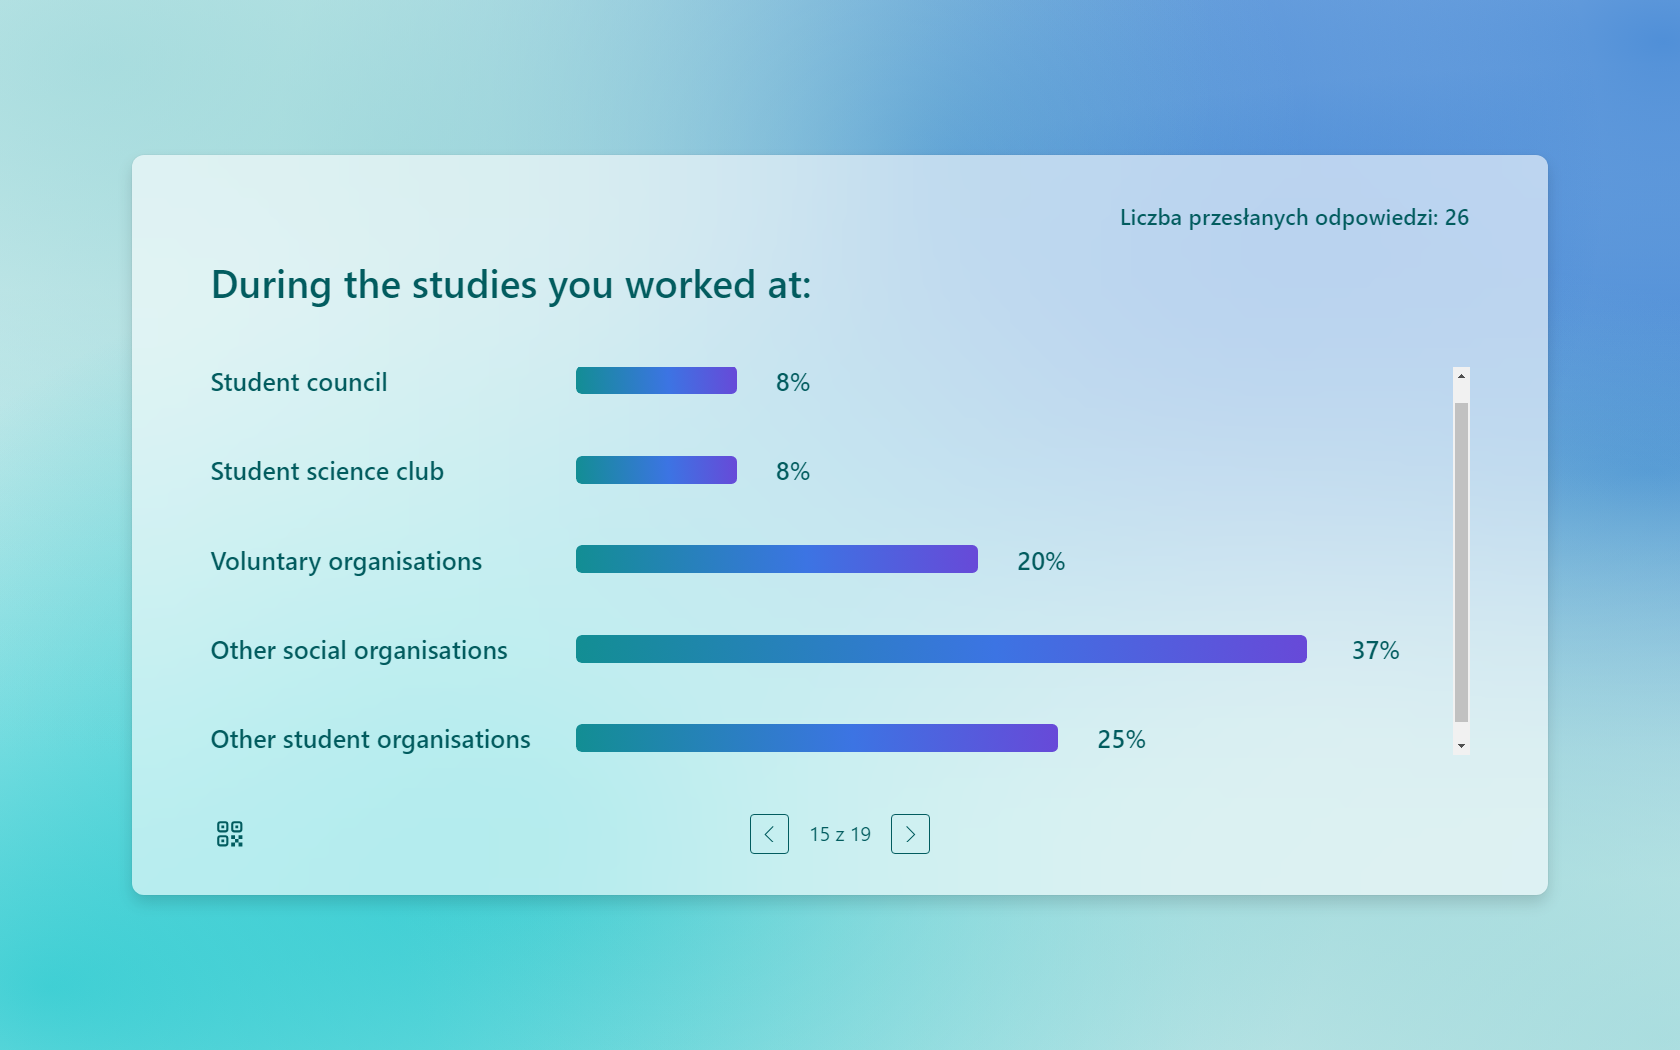 Liczba przesłanych odpowiedzi: 26
During the studies you worked at:
Student council 8%
Student science club 8%
Voluntary organisations 20%
Other social organisations 37%
Other student organisations 25%
15 z 19